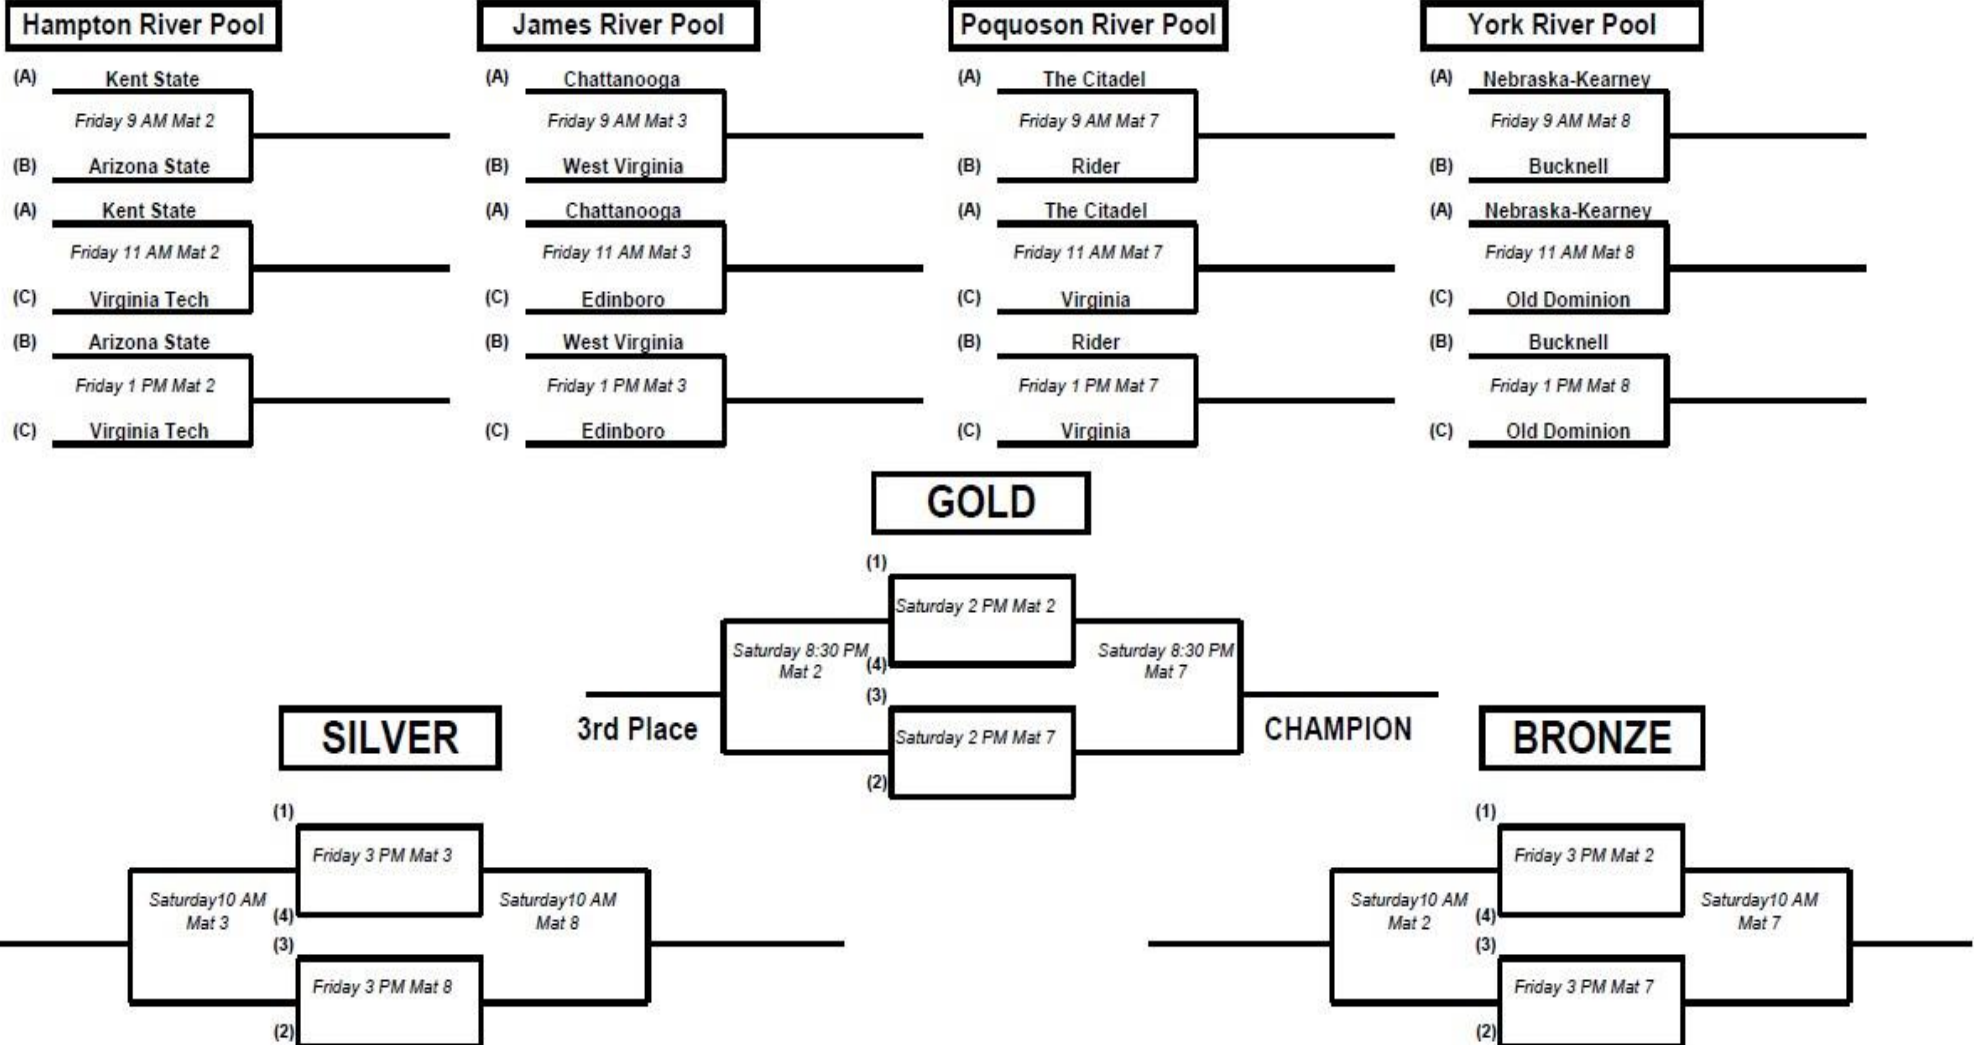 Hampton River Pool
James River Pool
Poquoson River Pool
York River Pool
(A) Kent State
(A) Chattanooga
(A) The Citadel
(A) Nebraska-Kearney
Friday 9 AM Mat 2
Friday 9 AM Mat 3
Friday 9 AM Mat 7
Friday 9 AM Mat 8
(B) Arizona State
(B) West Virginia
(B) Rider
(B) Bucknell
(A) Kent State
(A) Chattanooga
(A) The Citadel
(A) Nebraska-Kearney
Friday 11 AM Mat 2
Friday 11 AM Mat 3
Friday 11 AM Mat 7
Friday 11 AM Mat 8
(C) Virginia Tech
(C) Edinboro
(C) Virginia
(C) Old Dominion
(B) Arizona State
(B) West Virginia
(B) Rider
(B) Bucknell
Friday 1 PM Mat 2
Friday 1 PM Mat 3
Friday 1 PM Mat 7
Friday 1 PM Mat 8
(C) Virginia Tech
(C) Edinboro
(C) Virginia
(C) Old Dominion
GOLD
(1)
Saturday 2 PM Mat 2
Saturday 8:30 PM
Mat 2
(4)
Saturday 8:30 PM
Mat 7
(3)
3rd Place
Saturday 2 PM Mat 7
CHAMPION
(2)
SILVER
(1)
Friday 3 PM Mat 3
Saturday10 AM
Mat 3
(4)
Saturday10 AM
Mat 8
(3)
Friday 3 PM Mat 8
(2)
BRONZE
(1)
Friday 3 PM Mat 2
Saturday10 AM
Mat 2
(4)
Saturday10 AM
Mat 7
(3)
Friday 3 PM Mat 7
(2)